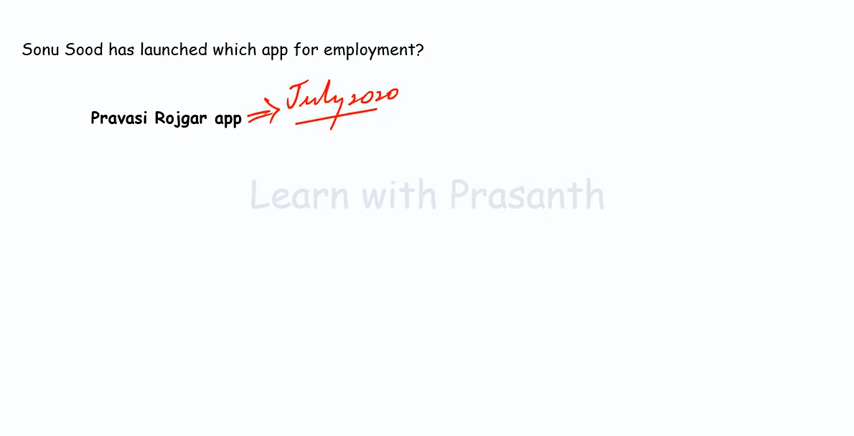 Sonu Sood has launched which app for employment?
July 2020
Pravasi Rojgar app
Learn with Prasanth